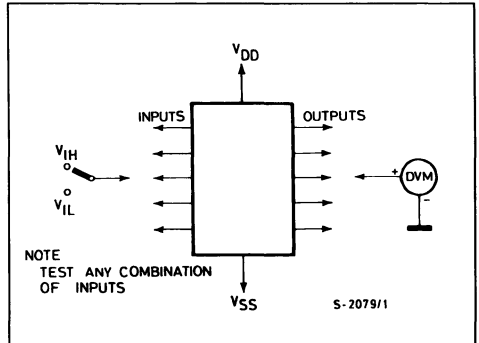 VDD
INPUTS
OUTPUTS
VIH
VIL
+
DVM
-
NOTE
TEST ANY COMBINATION
OF INPUTS
VSS
S-2079/1